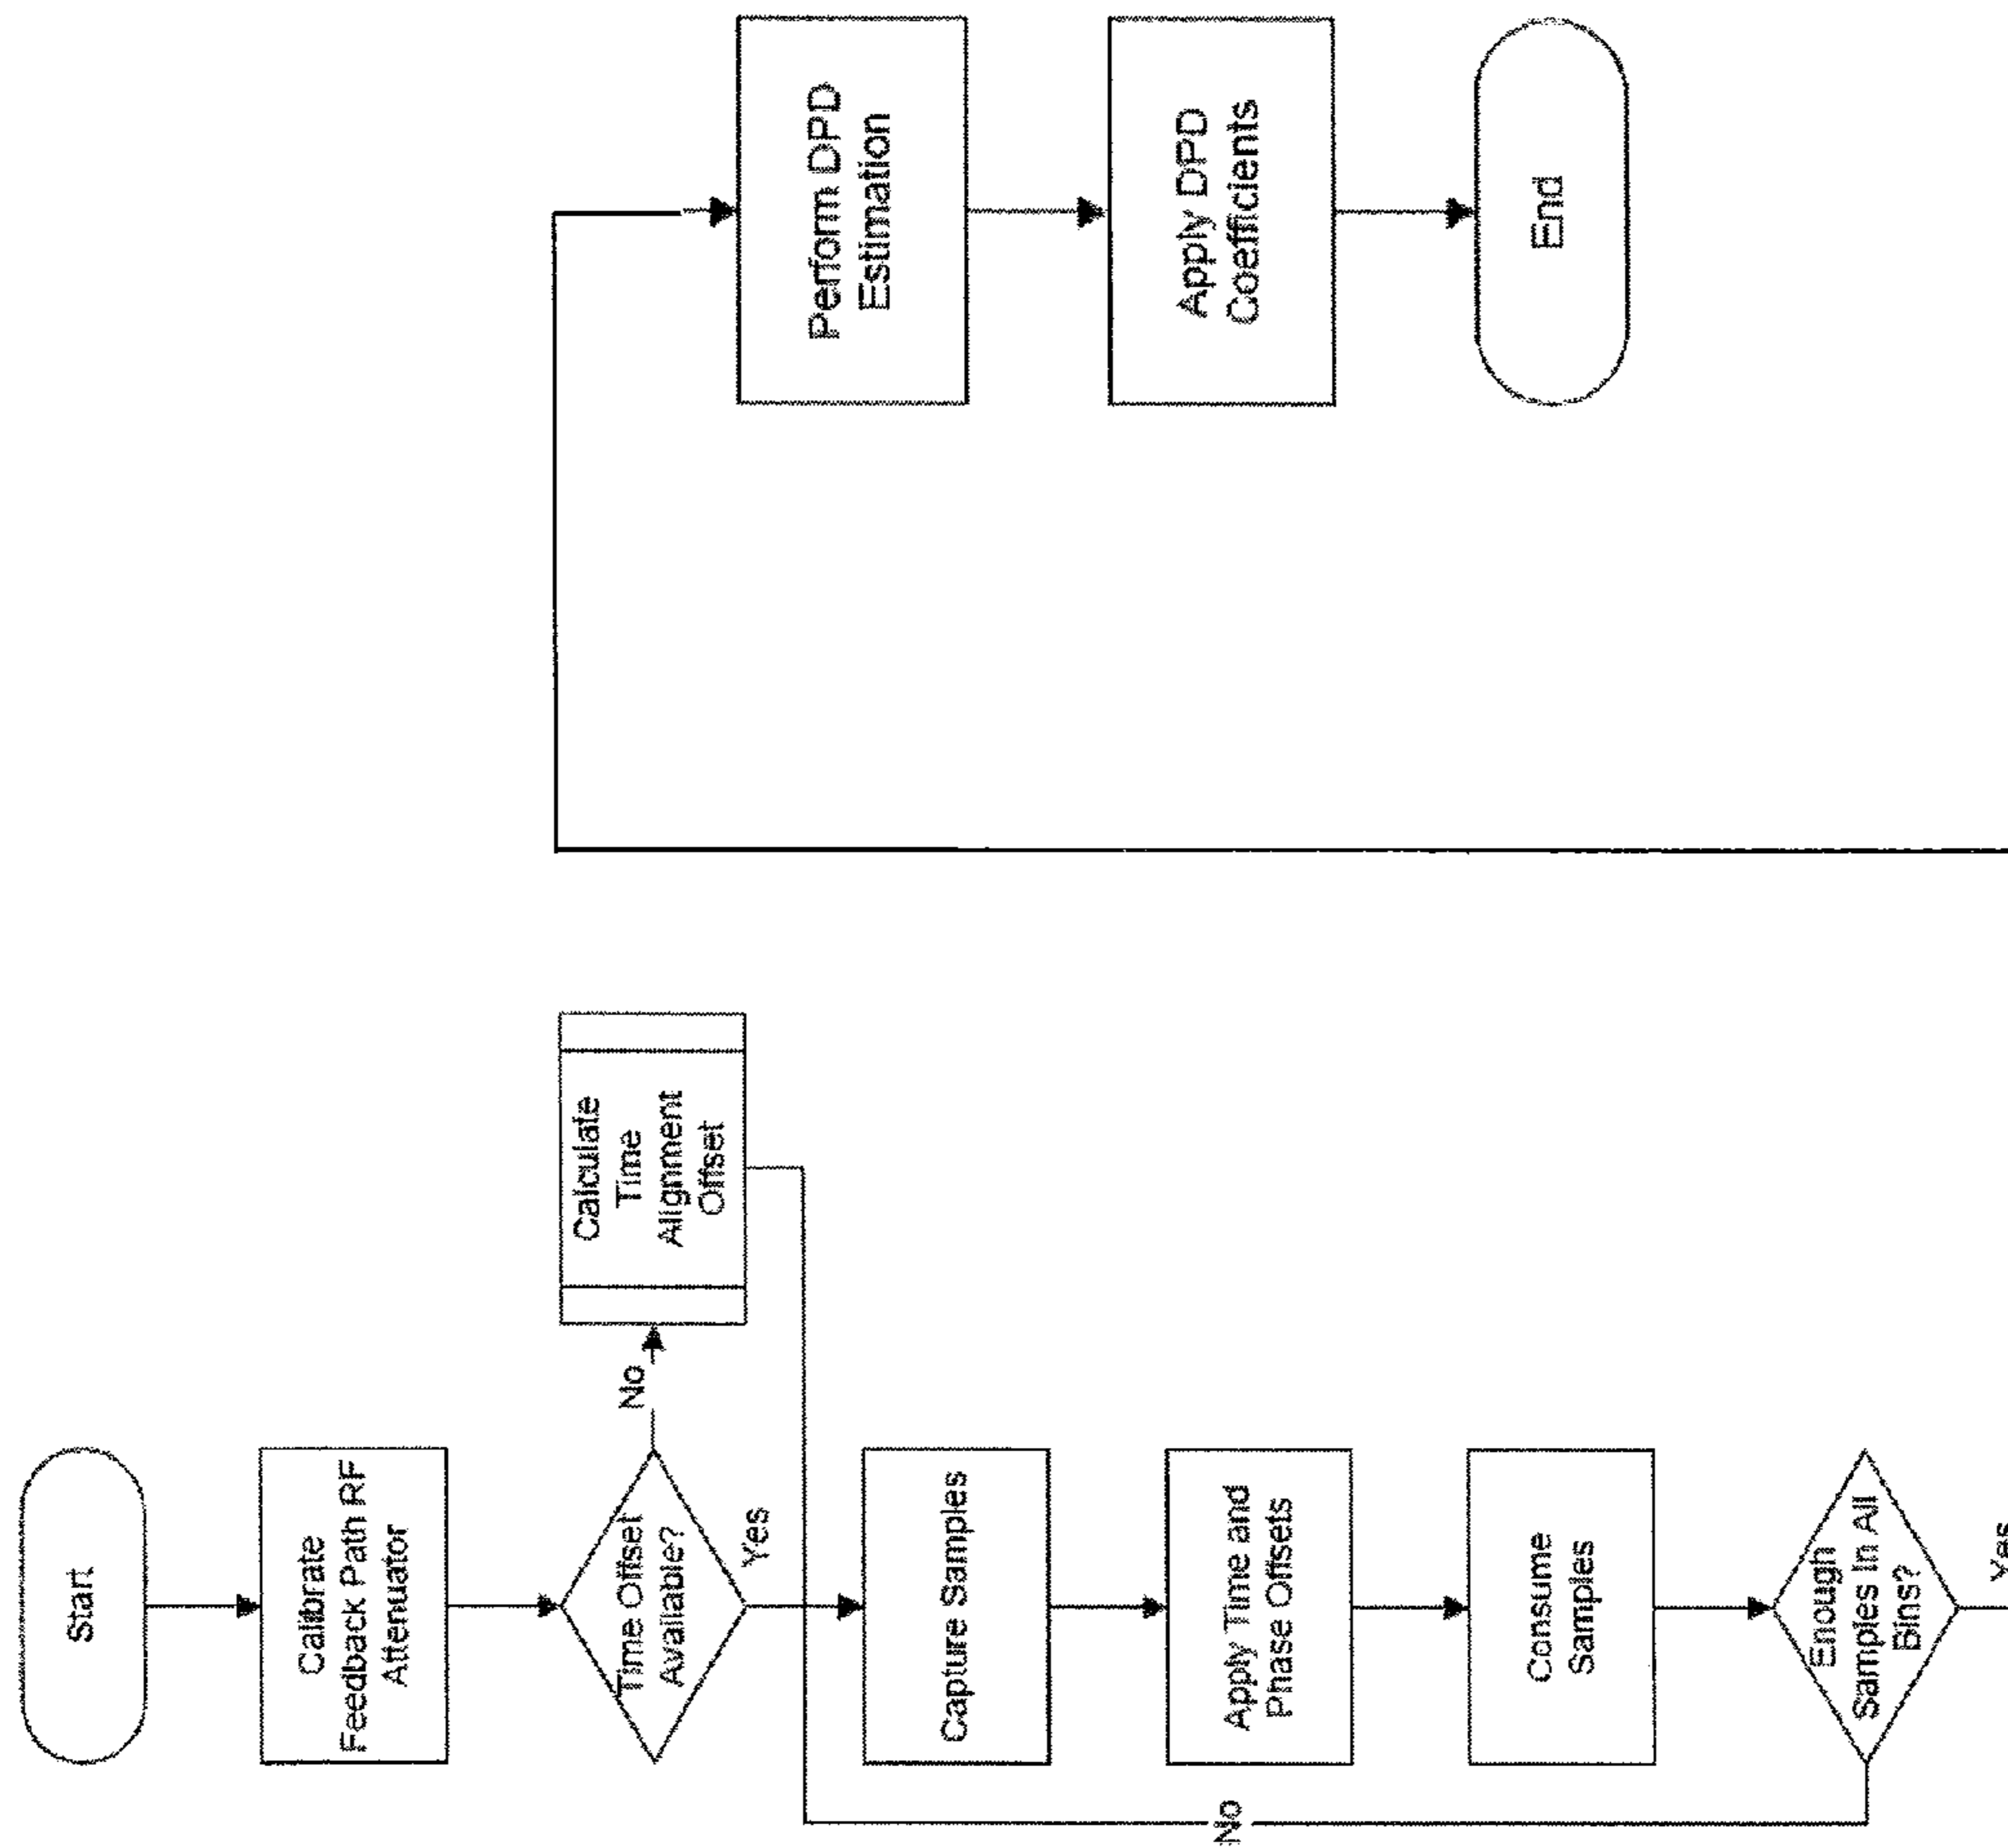 Start
Calibrate
Feedback Path RF
Attenuator
Time Offset
Available?
No
Calculate
Time
Alignment
Offset
Yes
Capture Samples
Apply Time and
Phase Offsets
Consume
Samples
Enough
Samples In All
Bins?
No
Yes
Perform DPD
Estimation
Apply DPD
Coefficients
End